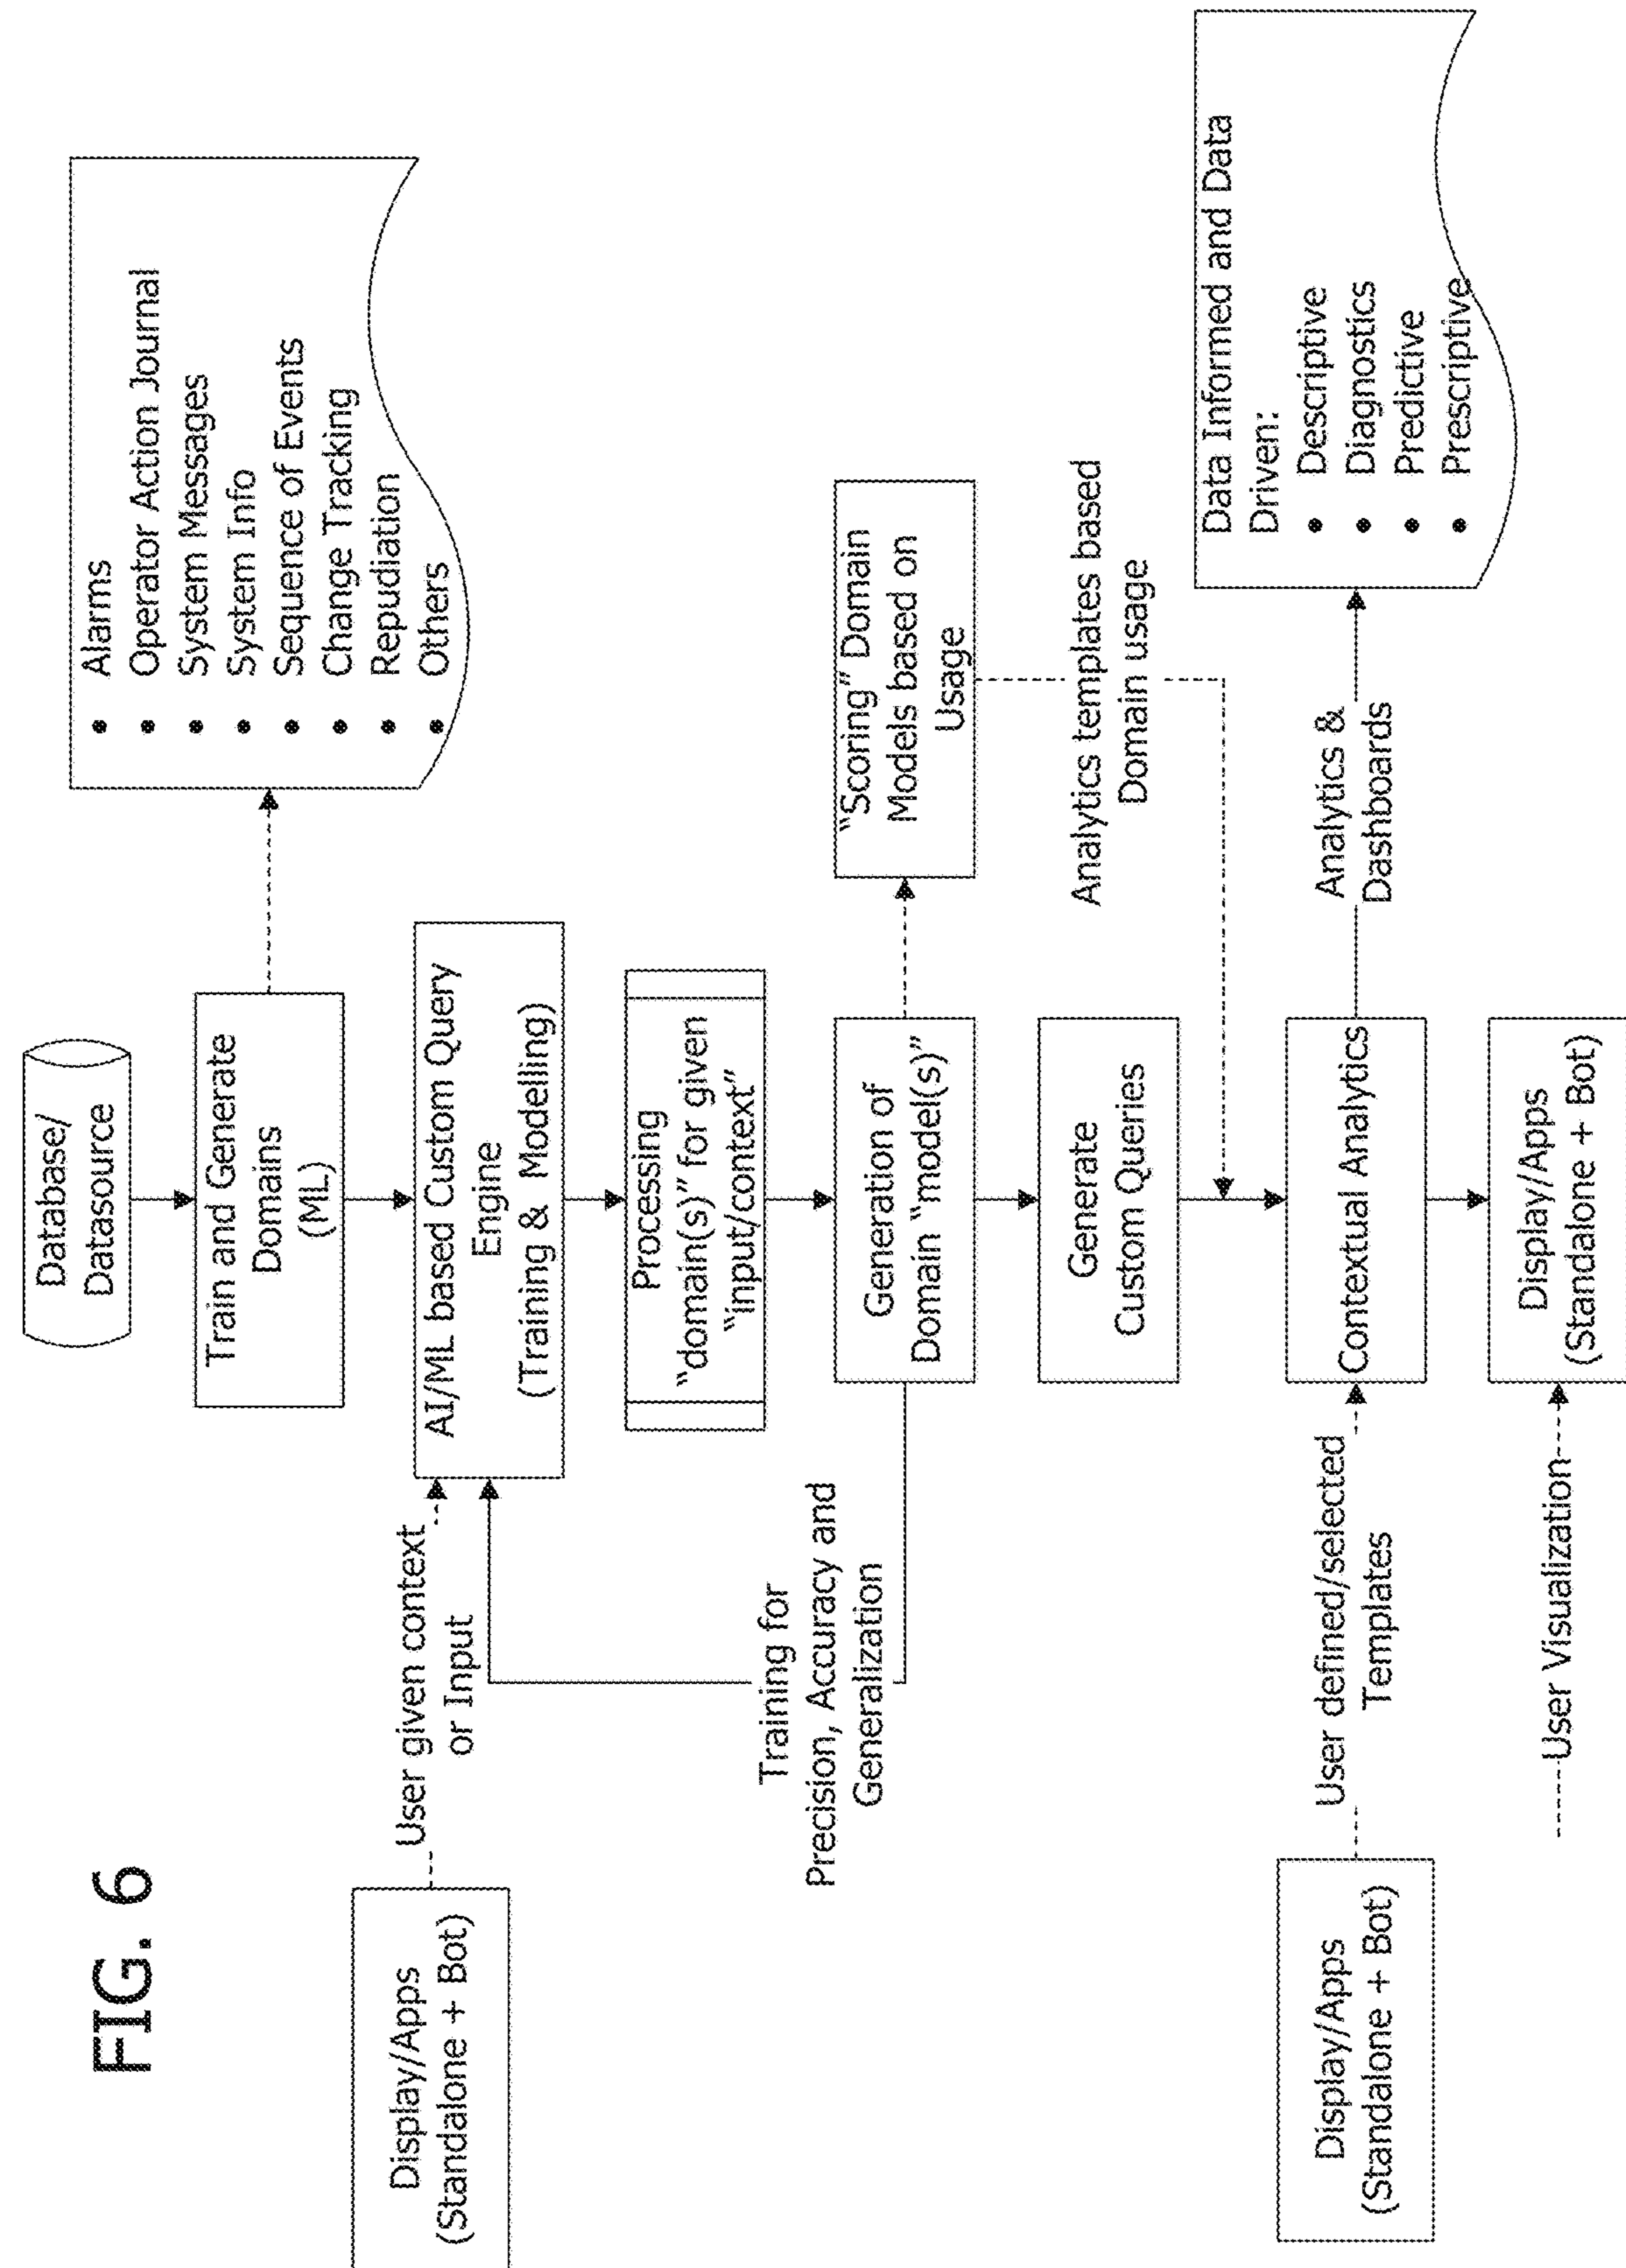 FIG. 6
Database/
Datasource
Train and Generate
Domains
(ML)
• Alarms
• Operator Action Journal
• System Messages
• System Info
• Sequence of Events
• Change Tracking
• Repudiation
• Others
Display/Apps
(Standalone + Bot)
User given context
or Input
AI/ML based Custom Query
Engine
(Training & Modelling)
Processing
“domain(s)” for given
“input/context”
Training for
Precision, Accuracy and
Generalization
Generation of
Domain “model(s)”
“Scoring” Domain
Models based on
Usage
Generate
Custom Queries
Analytics templates based
Domain usage
Display/Apps
(Standalone + Bot)
User defined/selected
Templates
Contextual Analytics
Analytics &
Dashboards
Data Informed and Data
Driven:
• Descriptive
• Diagnostics
• Predictive
• Prescriptive
User Visualization
Display/Apps
(Standalone + Bot)